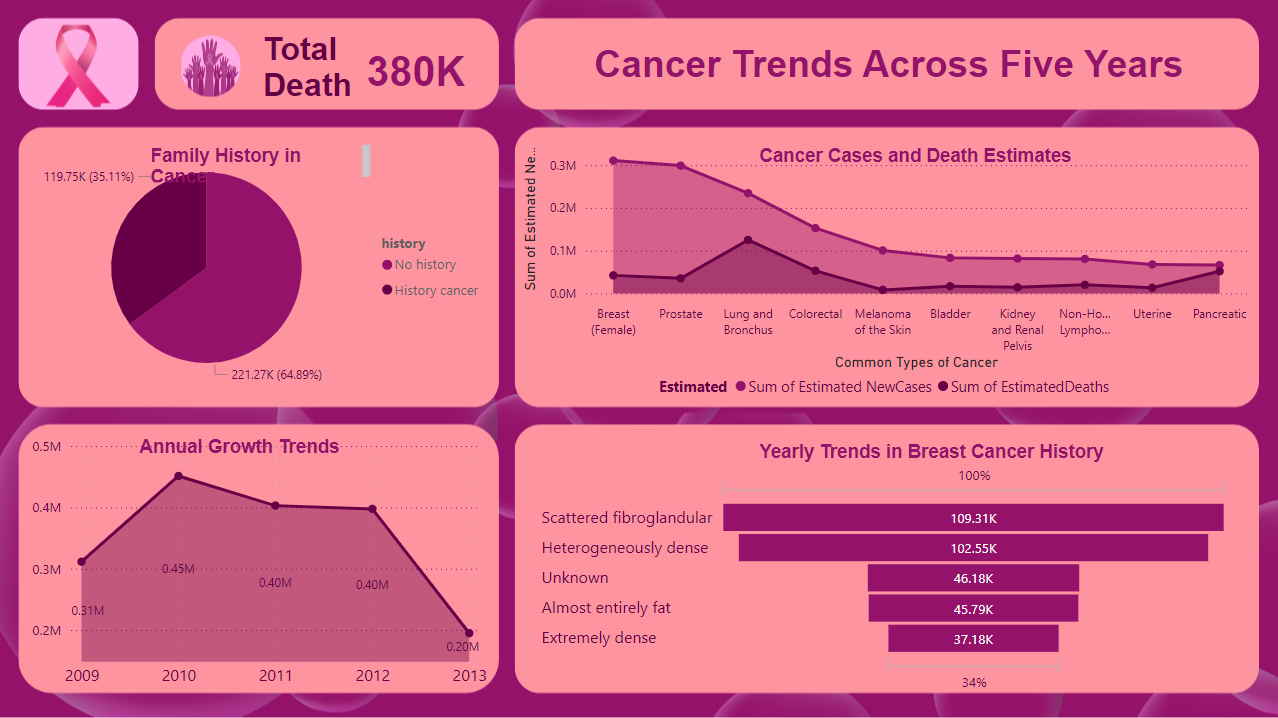 Total
Death
380K
Cancer Trends Across Five Years
Family History in
Cancer
119.75K (35.11%)
221.27K (64.89%)
history
No history
History cancer
Cancer Cases and Death Estimates
Sum of Estimated Ne...
0.3M
0.2M
0.1M
0.0M
Breast
(Female)
Prostate
Lung and
Bronchus
Colorectal
Melanoma
of the Skin
Bladder
Kidney
and Renal
Pelvis
Non-Ho...
Lympho...
Uterine
Pancreatic
Common Types of Cancer
Estimated Sum of Estimated NewCases Sum of EstimatedDeaths
Annual Growth Trends
0.5M
0.4M
0.3M
0.2M
0.31M
0.45M
0.40M
0.40M
0.20M
2009 2010 2011 2012 2013
Yearly Trends in Breast Cancer History
100%
Scattered fibroglandular 109.31K
Heterogeneously dense 102.55K
Unknown 46.18K
Almost entirely fat 45.79K
Extremely dense 37.18K
34%